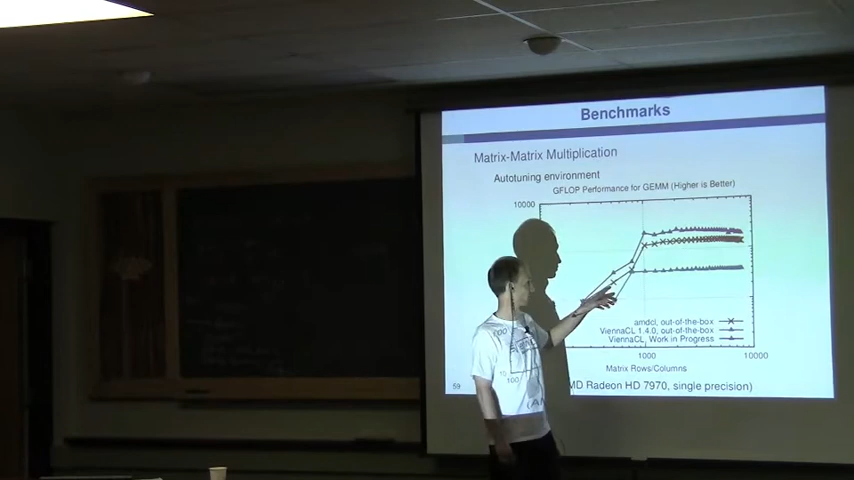 Benchmarks
Matrix-Matrix Multiplication
Autotuning environment
GFLOP Performance for GEMM (Higher is Better)
10000
amdcl, out-of-the-box
ViennaCL 1.4.0, out-of-the-box
ViennaCL, Work in Progress
1000
10000
Matrix Rows/Columns
59
MD Radeon HD 7970, single precision)